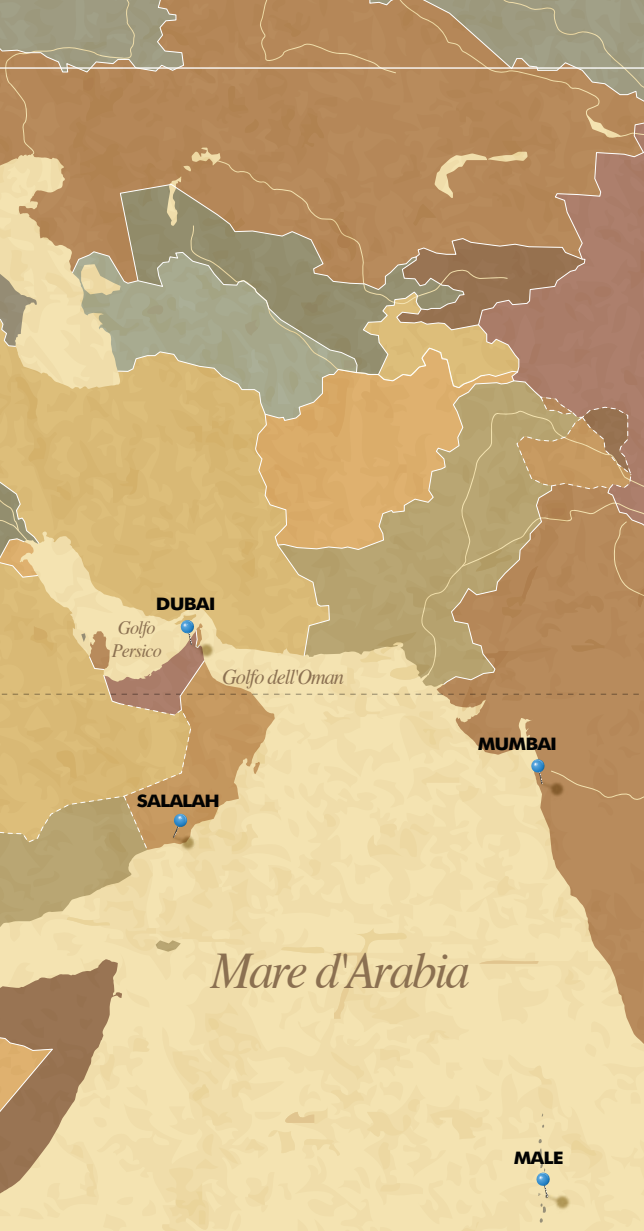 DUBAI
Golfo
Persico
Golfo dell'Oman
MUMBAI
SALALAH
Mare d'Arabia
MALE